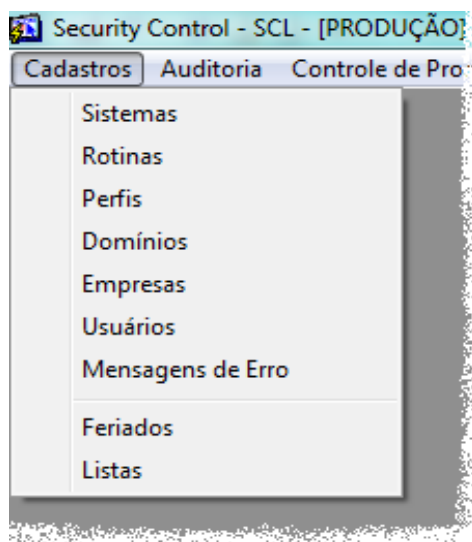 Security Control - SCL - [PRODUÇÃO]
Cadastros Auditoria Controle de Pro
Sistemas
Rotinas
Perfis
Domínios
Empresas
Usuários
Mensagens de Erro
Feriados
Listas